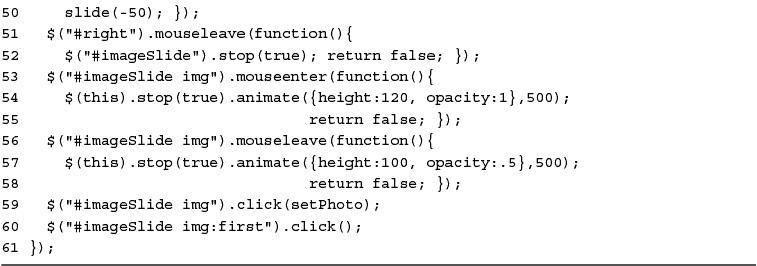 50     slide(-50); });
51   $("#right").mouseleave(function(){
52     $("#imageSlide").stop(true); return false; });
53   $("#imageSlide img").mouseenter(function(){
54     $(this).stop(true).animate({height:120, opacity:1},500);
55                                return false; });
56   $("#imageSlide img").mouseleave(function(){
57     $(this).stop(true).animate({height:100, opacity:.5},500);
58                                return false; });
59   $("#imageSlide img").click(setPhoto);
60   $("#imageSlide img:first").click();
61 });